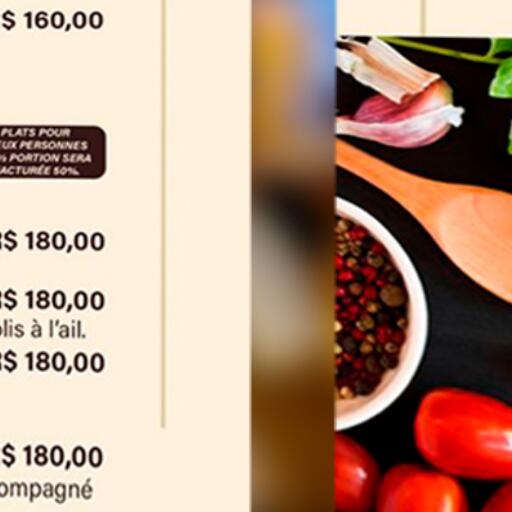 $ 160,00
PLATS POUR
EUX PERSONNES
PORTION SERA
ACTURÉE 50%.
$ 180,00
$ 180,00
lis à l'ail.
$ 180,00
$ 180,00
ompagné